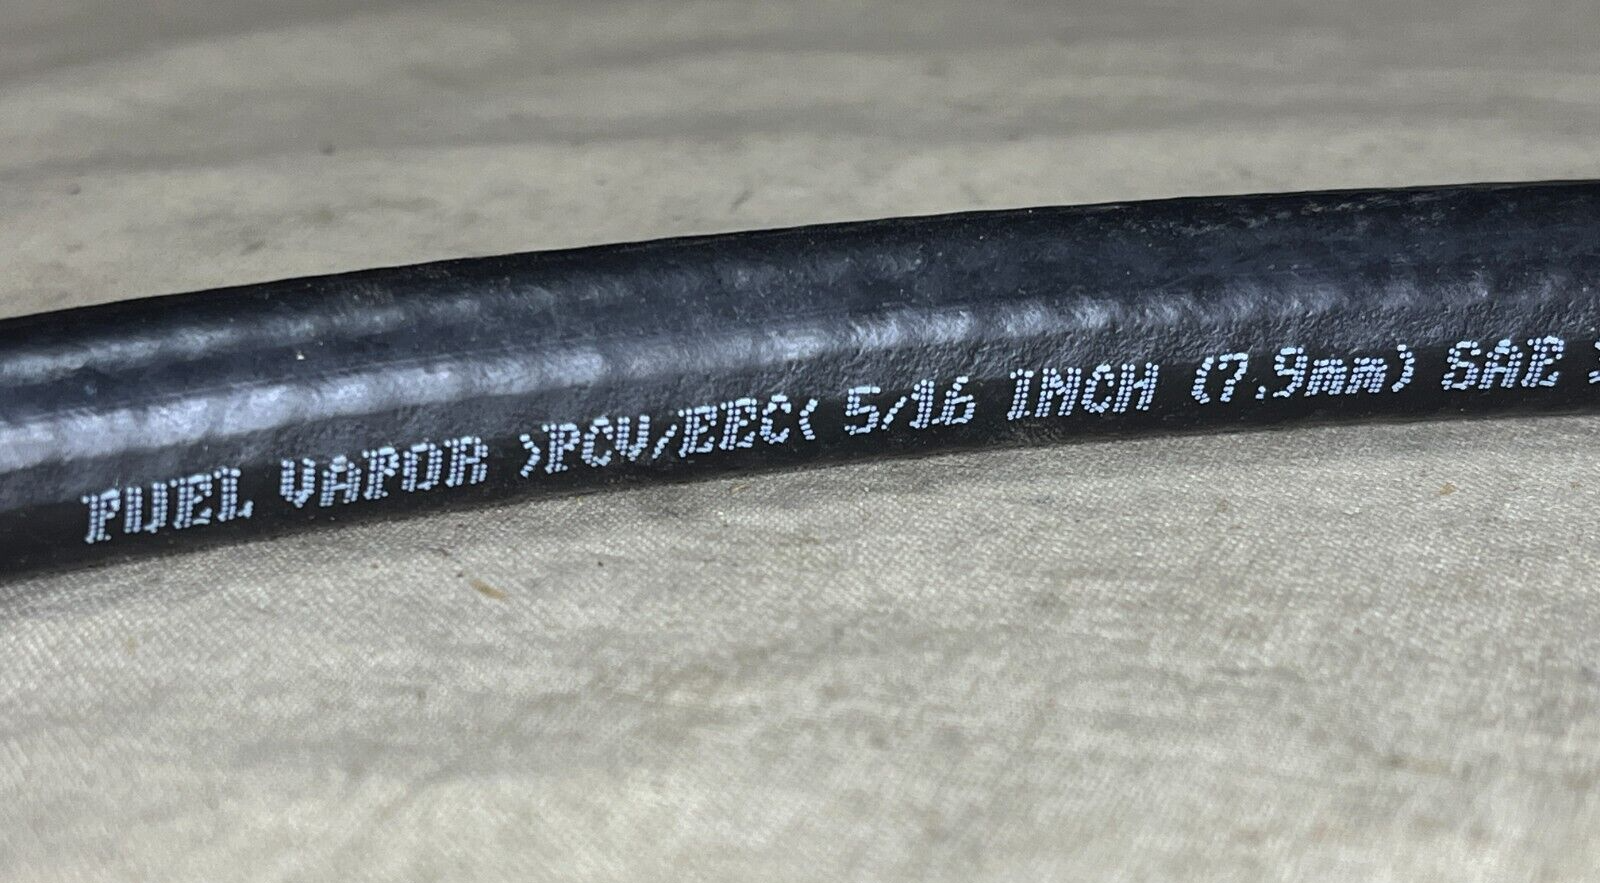 FUEL VAPOR >PCV/EEC< 5/16 INCH (7.9mm) SAE